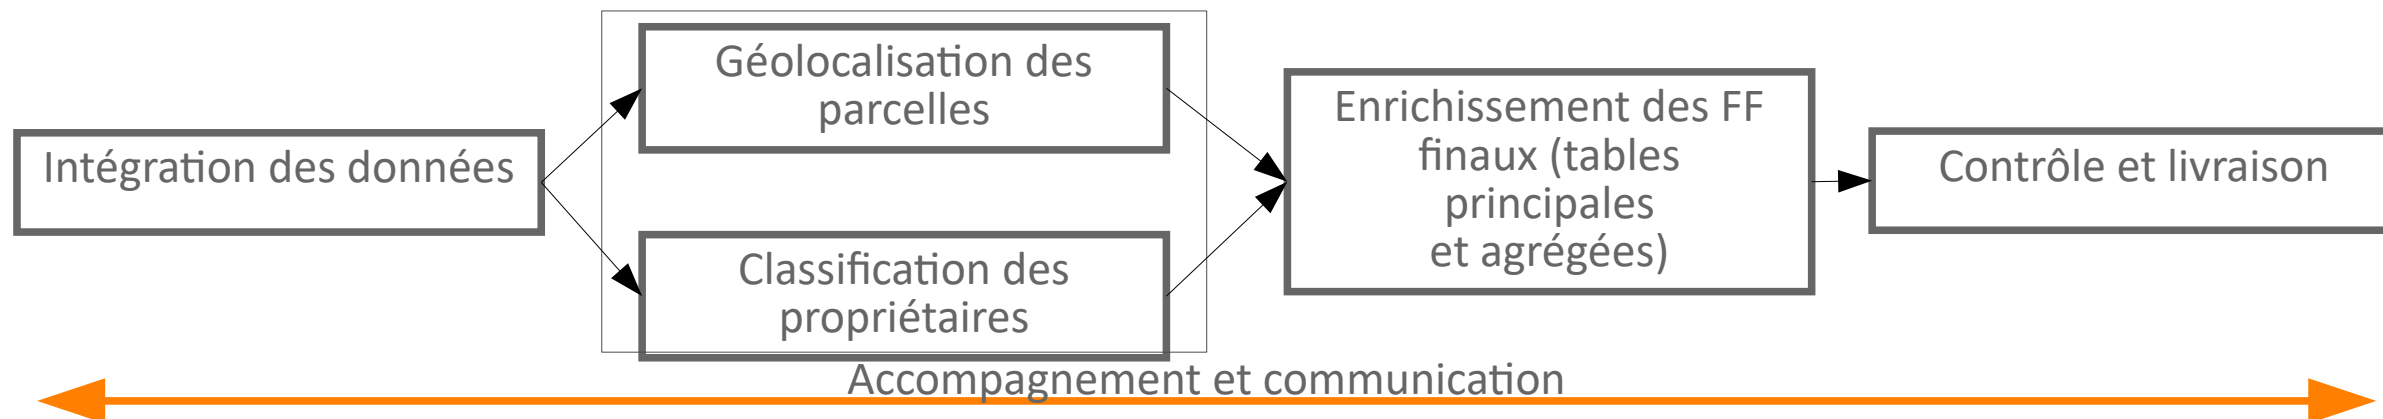 Intégration des données
Géolocalisation des
parcelles
Classification des
propriétaires
Enrichissement des FF
finaux (tables
principales
et agrégées)
Contrôle et livraison
Accompagnement et communication